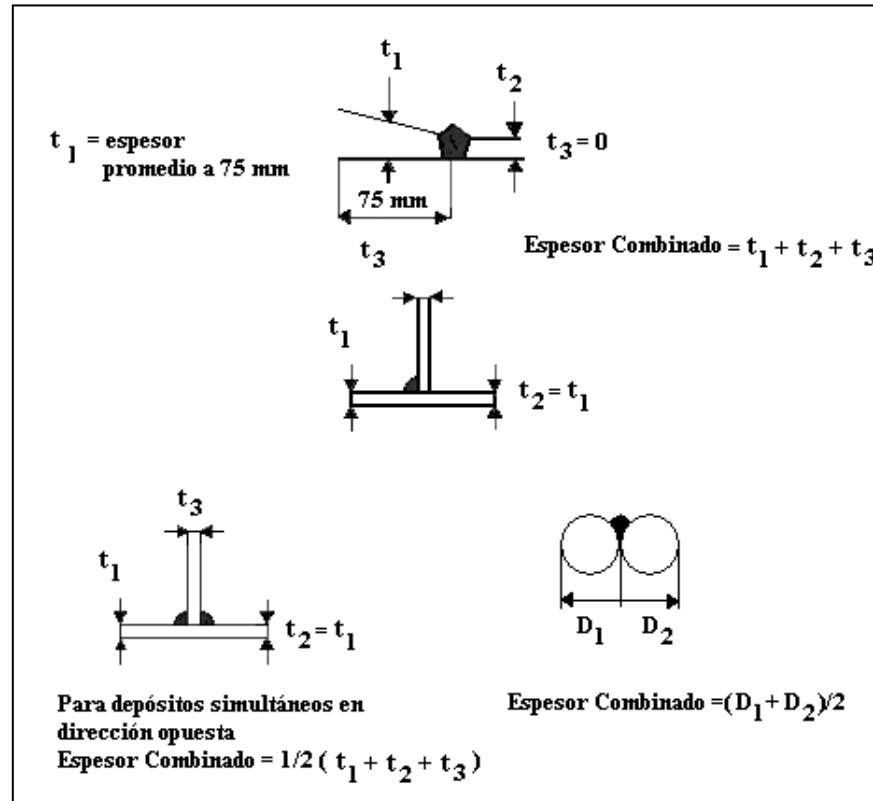 t1
t2
t1 = espesor
promedio a 75 mm
t3 = 0
75 mm
t3
Espesor Combinado = t1 + t2 + t3
t1
t2 = t1
t3
t1
t2 = t1
D1 D2
Para depósitos simultáneos en
dirección opuesta
Espesor Combinado = 1/2 ( t1 + t2 + t3 )
Espesor Combinado =(D1+ D2)/2